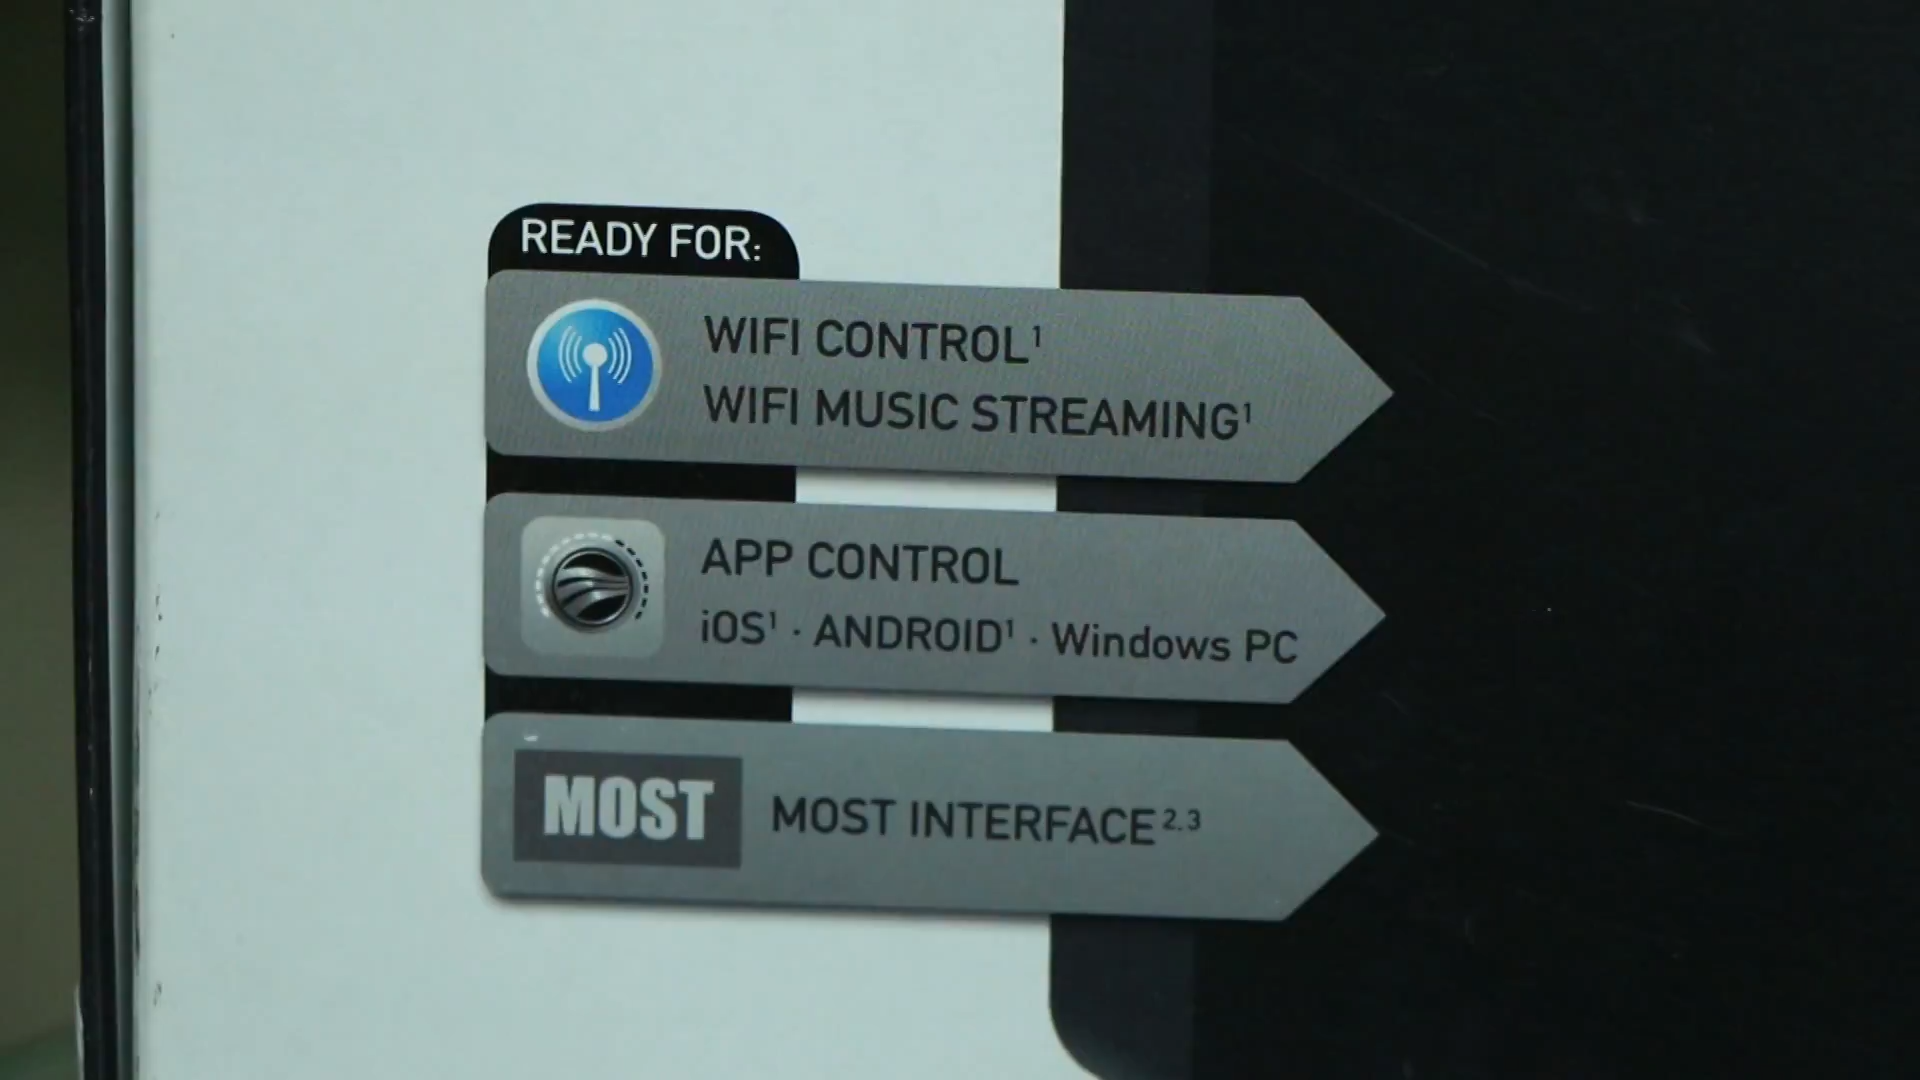 READY FOR:
WIFI CONTROL¹
WIFI MUSIC STREAMING¹
APP CONTROL
iOS¹ · ANDROID¹ · Windows PC
MOST MOST INTERFACE²,³